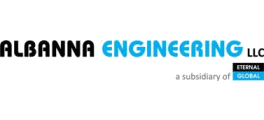 ALBANNA ENGINEERING LLC
a subsidiary of ETERNAL
GLOBAL